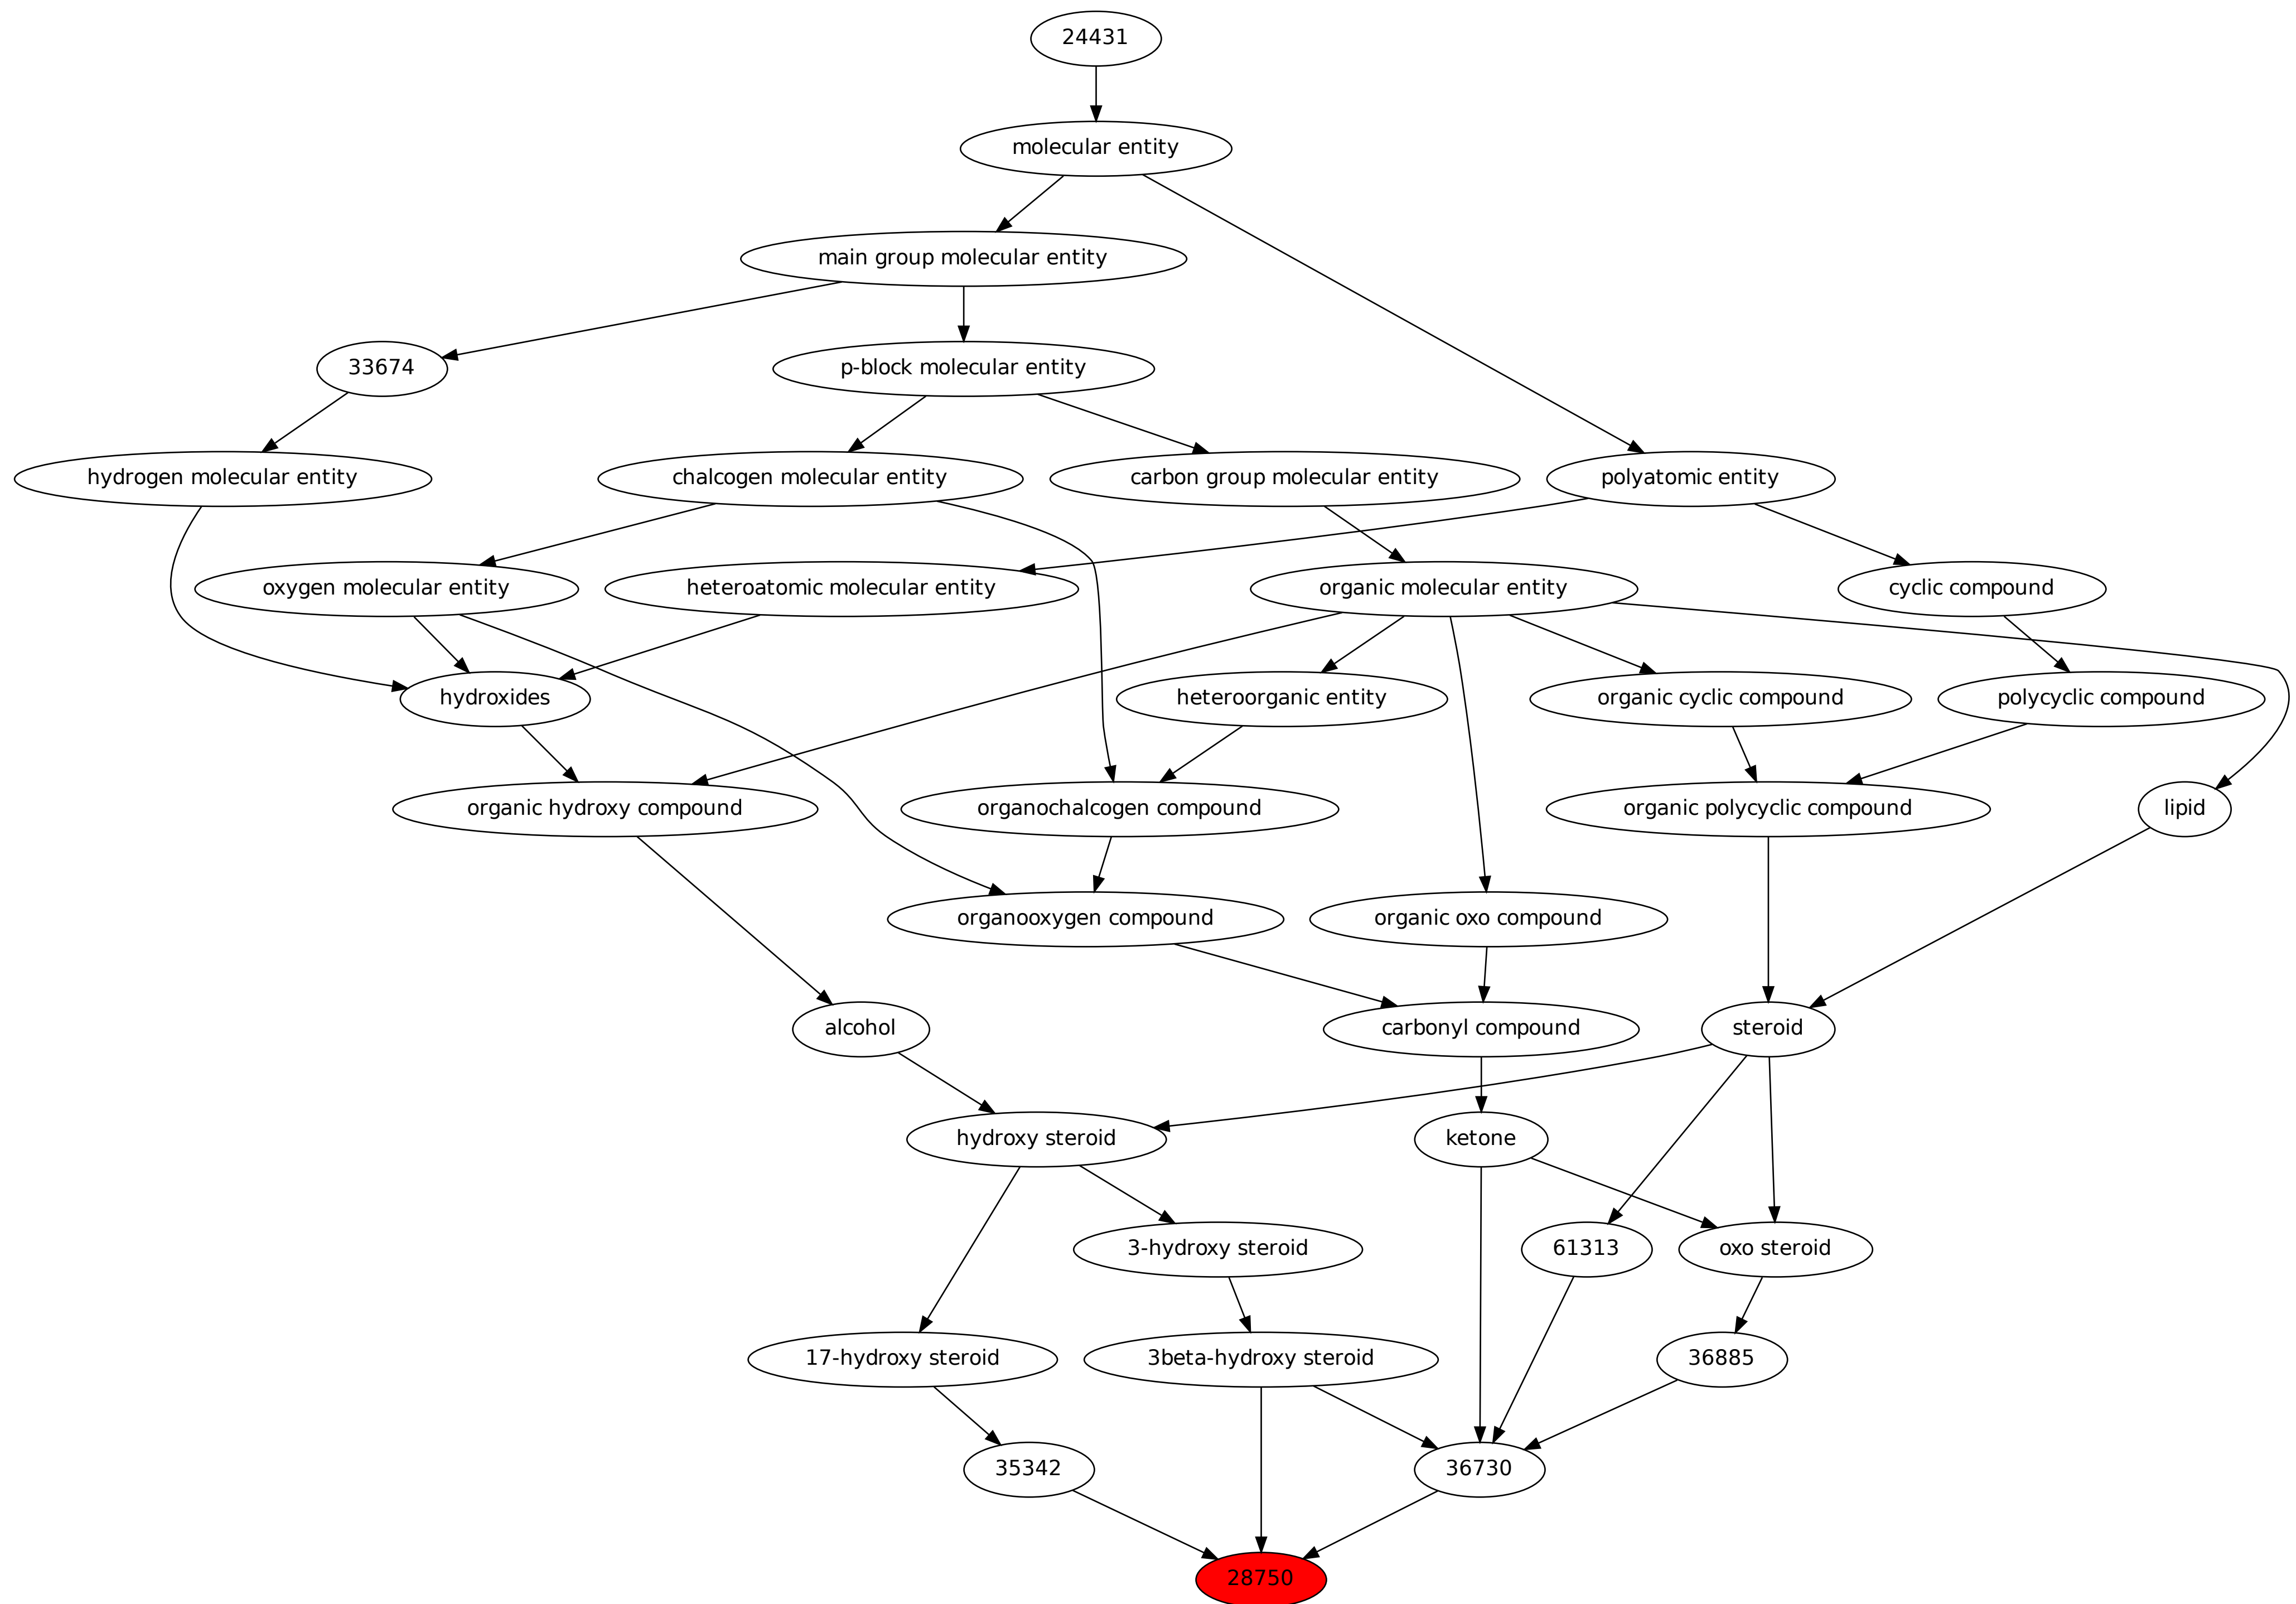 24431
molecular entity
main group molecular entity
33674
p-block molecular entity
hydrogen molecular entity
chalcogen molecular entity
carbon group molecular entity
polyatomic entity
oxygen molecular entity
heteroatomic molecular entity
organic molecular entity
cyclic compound
hydroxides
heteroorganic entity
organic cyclic compound
polycyclic compound
organic hydroxy compound
organochalcogen compound
organic polycyclic compound
lipid
organooxygen compound
organic oxo compound
alcohol
carbonyl compound
steroid
hydroxy steroid
ketone
3-hydroxy steroid
61313
oxo steroid
17-hydroxy steroid
3beta-hydroxy steroid
36885
35342
36730
28750